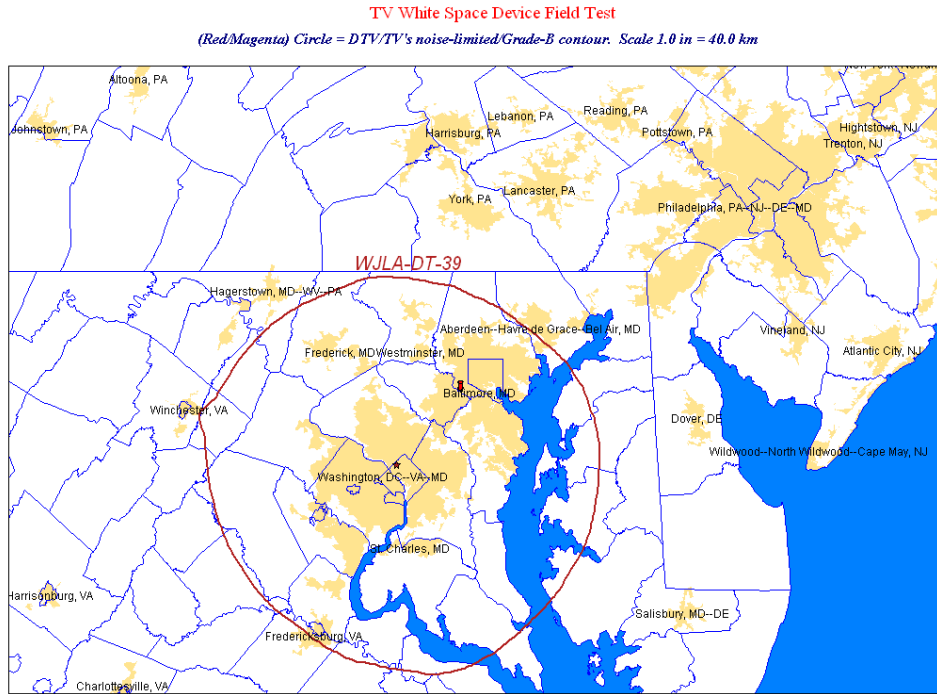 TV White Space Device Field Test
(Red/Magenta) Circle = DTV/TV's noise-limited/Grade-B contour. Scale 1.0 in = 40.0 km
Altoona, PA
Johnstown, PA
Harrisburg, PA
Lebanon, PA
Reading, PA
Pottstown, PA
Hightstown, NJ
Trenton, NJ
York, PA
Lancaster, PA
Philadelphia, PA--NJ--DE--MD
WJLA-DT-39
Hagerstown, MD--WV--PA
Aberdeen--Havre de Grace--Bel Air, MD
Vineland, NJ
Frederick, MD
Westminster, MD
Atlantic City, NJ
Baltimore, MD
Winchester, VA
Dover, DE
Wildwood--North Wildwood--Cape May, NJ
Washington, DC--VA--MD
St. Charles, MD
Harrisonburg, VA
Salisbury, MD--DE
Fredericksburg, VA
Charlottesville, VA